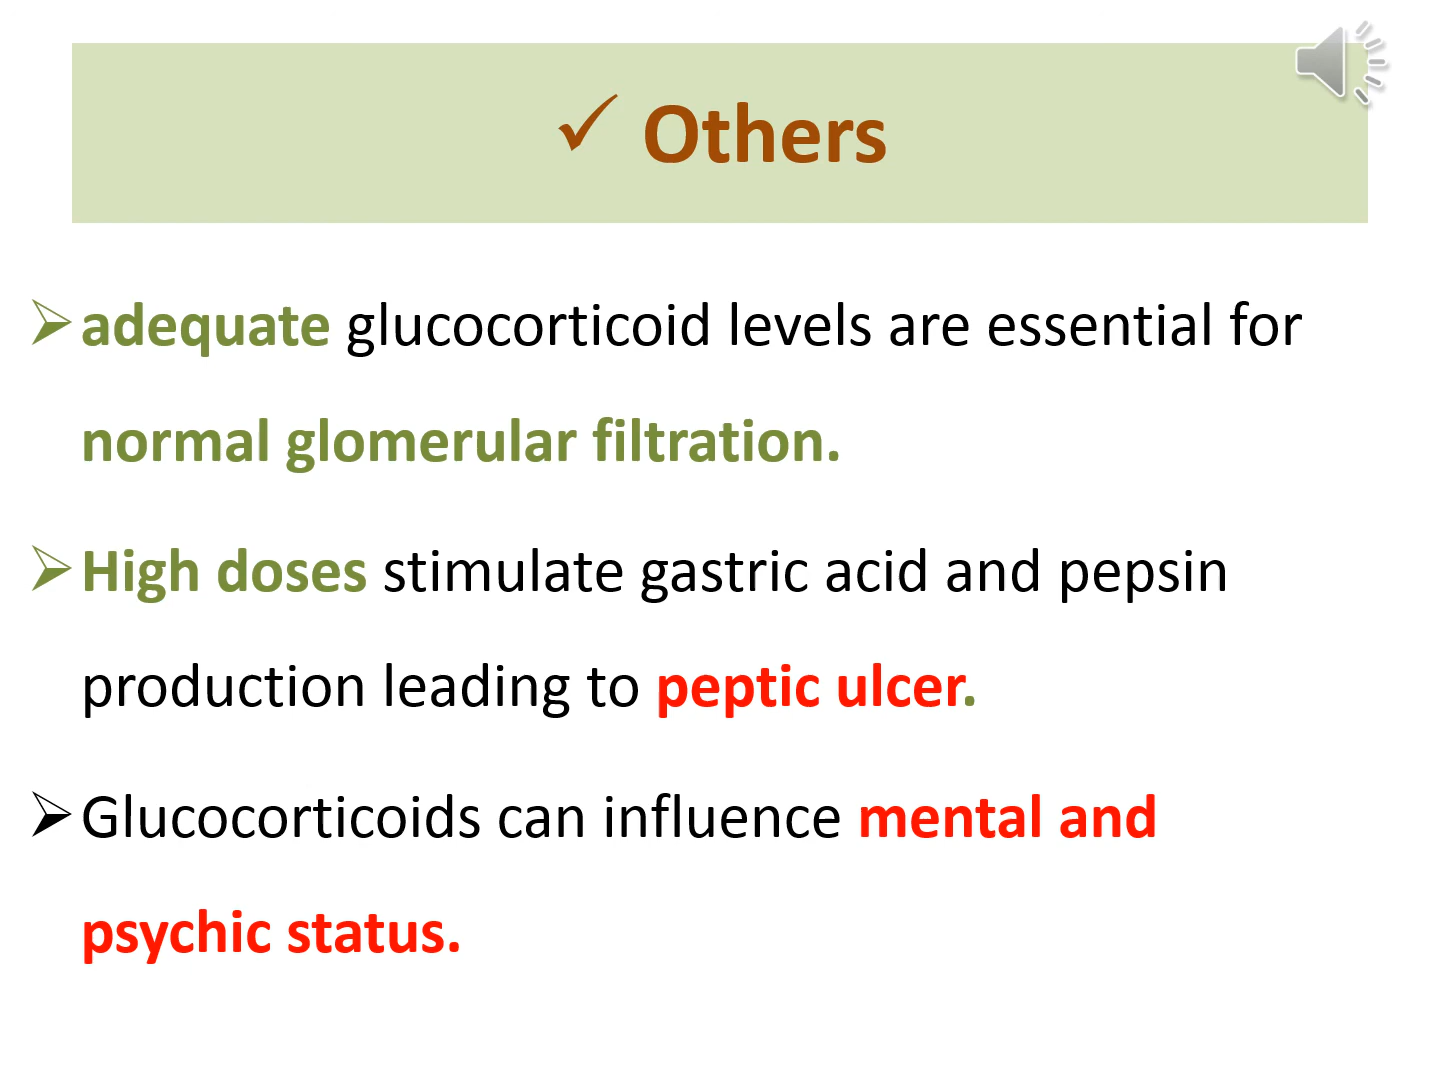 ✓ Others
➢ adequate glucocorticoid levels are essential for
normal glomerular filtration.
➢ High doses stimulate gastric acid and pepsin
production leading to peptic ulcer.
➢ Glucocorticoids can influence mental and
psychic status.